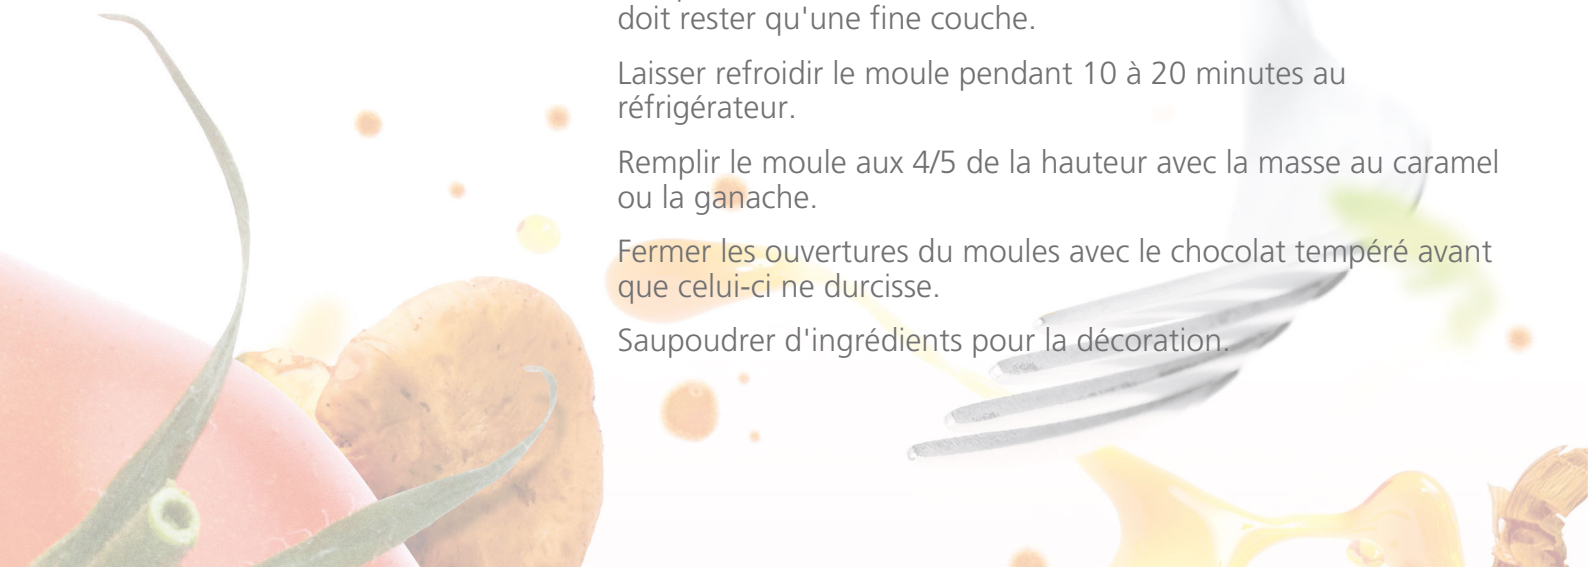 doit rester qu'une fine couche.
Laisser refroidir le moule pendant 10 à 20 minutes au
réfrigérateur.
Remplir le moule aux 4/5 de la hauteur avec la masse au caramel
ou la ganache.
Fermer les ouvertures du moules avec le chocolat tempéré avant
que celui-ci ne durcisse.
Saupoudrer d'ingrédients pour la décoration.